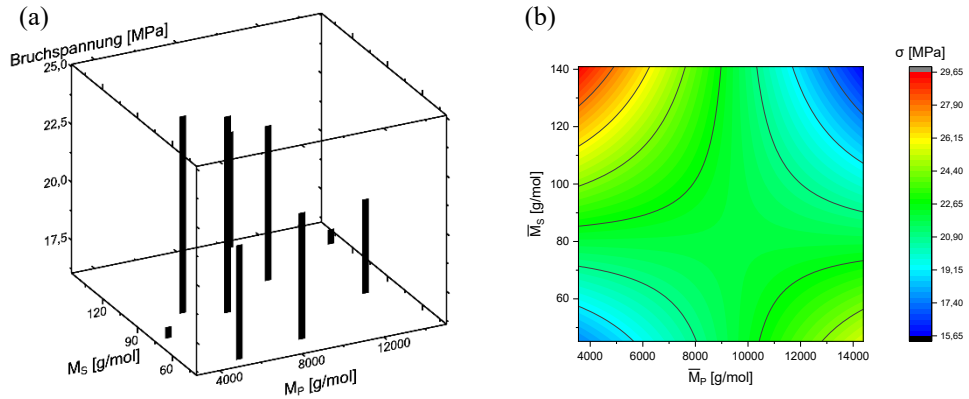 (a)
Bruchspannung [MPa]
25,0
22,5
20,0
17,5
120
90
60
M_S [g/mol]
4000
8000
12000
M_P [g/mol]
(b)
σ [MPa]
140
120
100
80
60
M̅_S [g/mol]
4000 6000 8000 10000 12000 14000
M̅_P [g/mol]
29,65
27,90
26,15
24,40
22,65
20,90
19,15
17,40
15,65